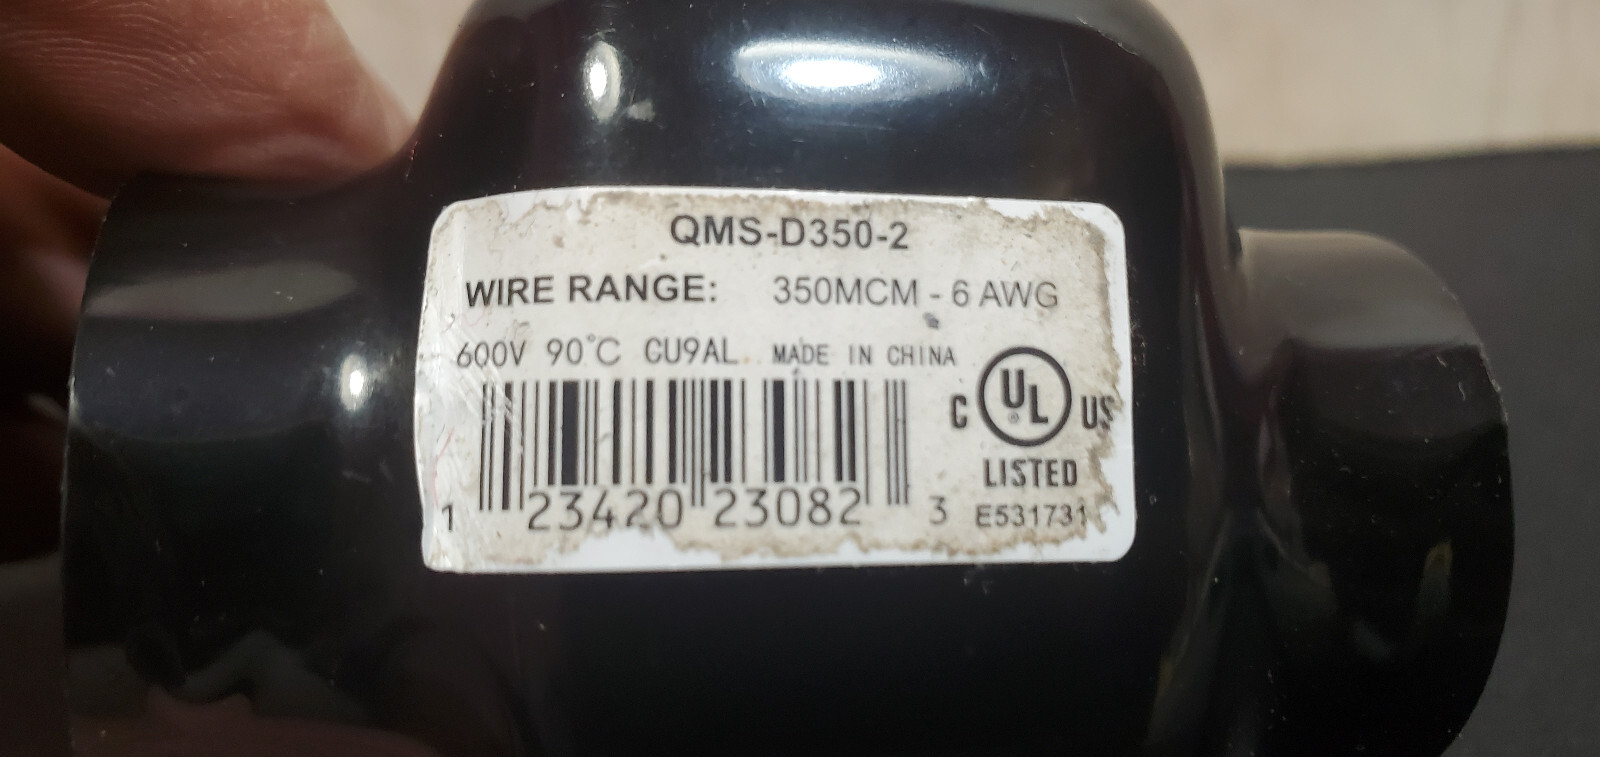 QMS-D350-2
WIRE RANGE: 350MCM - 6 AWG
600V 90°C CU9AL MADE IN CHINA
C UL US
LISTED
1 23420 23082 3 E531731